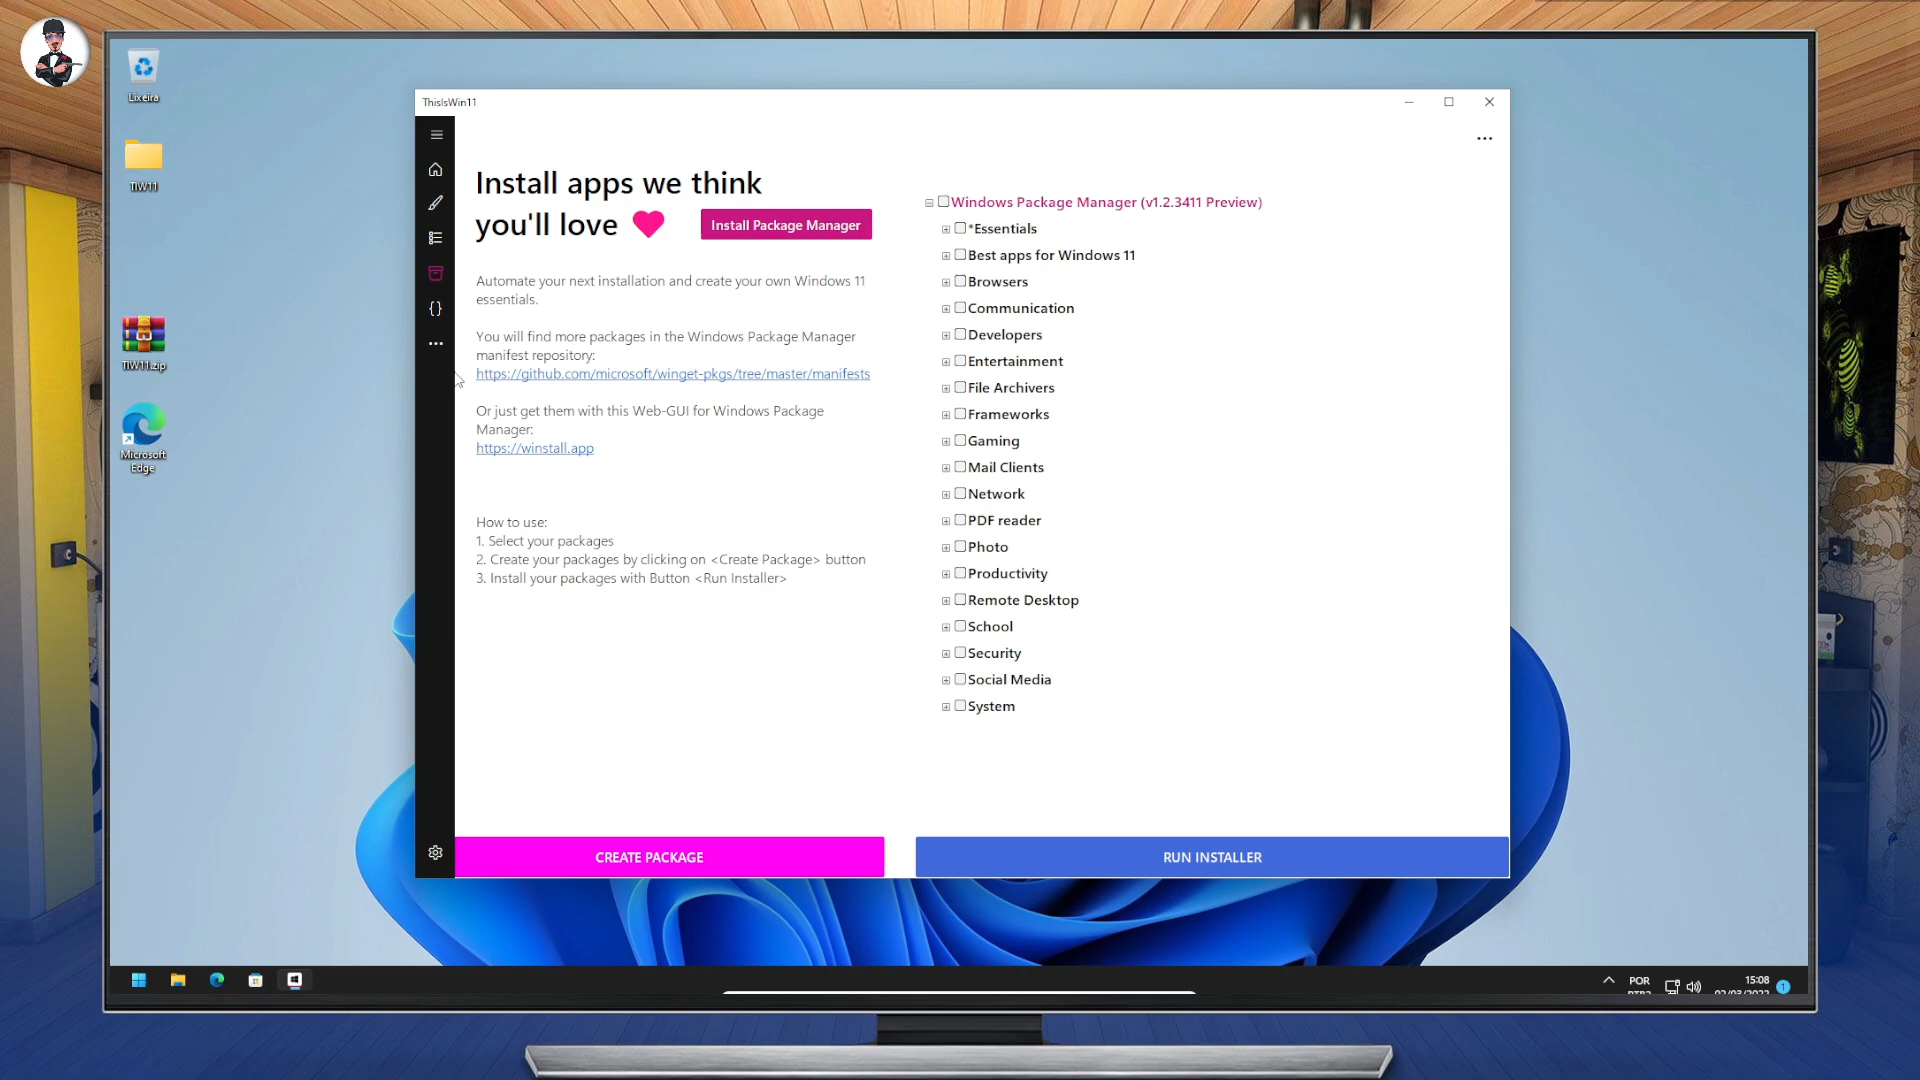 Lixeira
TIW11
TIW11.zip
Microsoft
Edge
ThisIsWin11
Install apps we think
you'll love
Install Package Manager
Automate your next installation and create your own Windows 11
essentials.
You will find more packages in the Windows Package Manager
manifest repository:
https://github.com/microsoft/winget-pkgs/tree/master/manifests
Or just get them with this Web-GUI for Windows Package
Manager:
https://winstall.app
How to use:
1. Select your packages
2. Create your packages by clicking on <Create Package> button
3. Install your packages with Button <Run Installer>
Windows Package Manager (v1.2.3411 Preview)
*Essentials
Best apps for Windows 11
Browsers
Communication
Developers
Entertainment
File Archivers
Frameworks
Gaming
Mail Clients
Network
PDF reader
Photo
Productivity
Remote Desktop
School
Security
Social Media
System
CREATE PACKAGE
RUN INSTALLER
POR
15:08
1